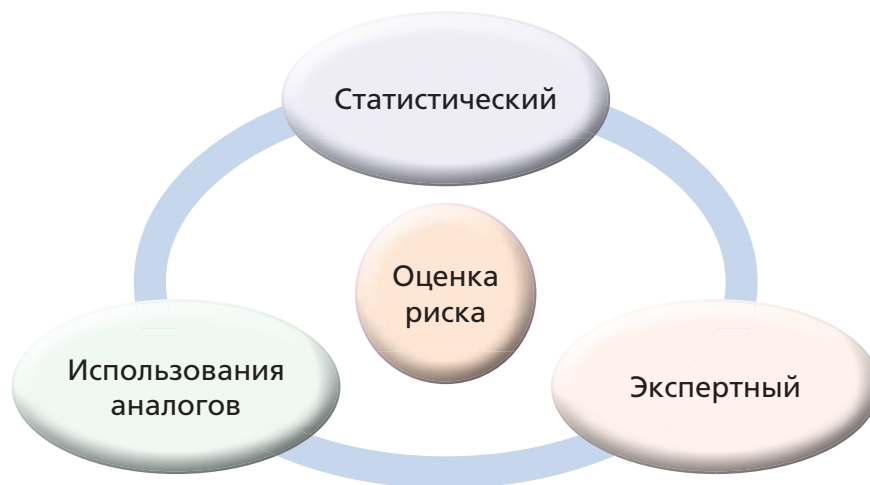 Статистический
Оценка
риска
Использования
аналогов
Экспертный